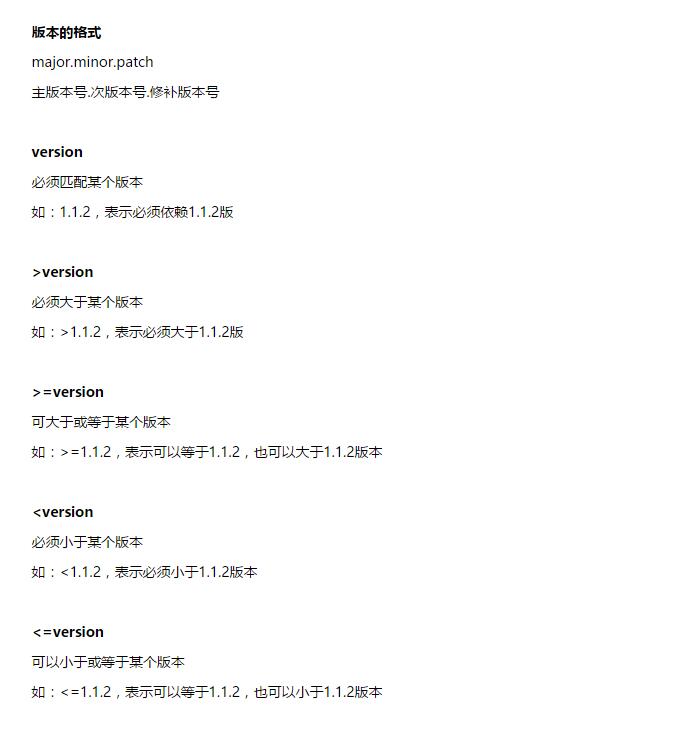 版本的格式
major.minor.patch
主版本号.次版本号.修补版本号
version
必须匹配某个版本
如：1.1.2，表示必须依赖1.1.2版
>version
必须大于某个版本
如：>1.1.2，表示必须大于1.1.2版
>=version
可大于或等于某个版本
如：>=1.1.2，表示可以等于1.1.2，也可以大于1.1.2版本
<version
必须小于某个版本
如：<1.1.2，表示必须小于1.1.2版本
<=version
可以小于或等于某个版本
如：<=1.1.2，表示可以等于1.1.2，也可以小于1.1.2版本